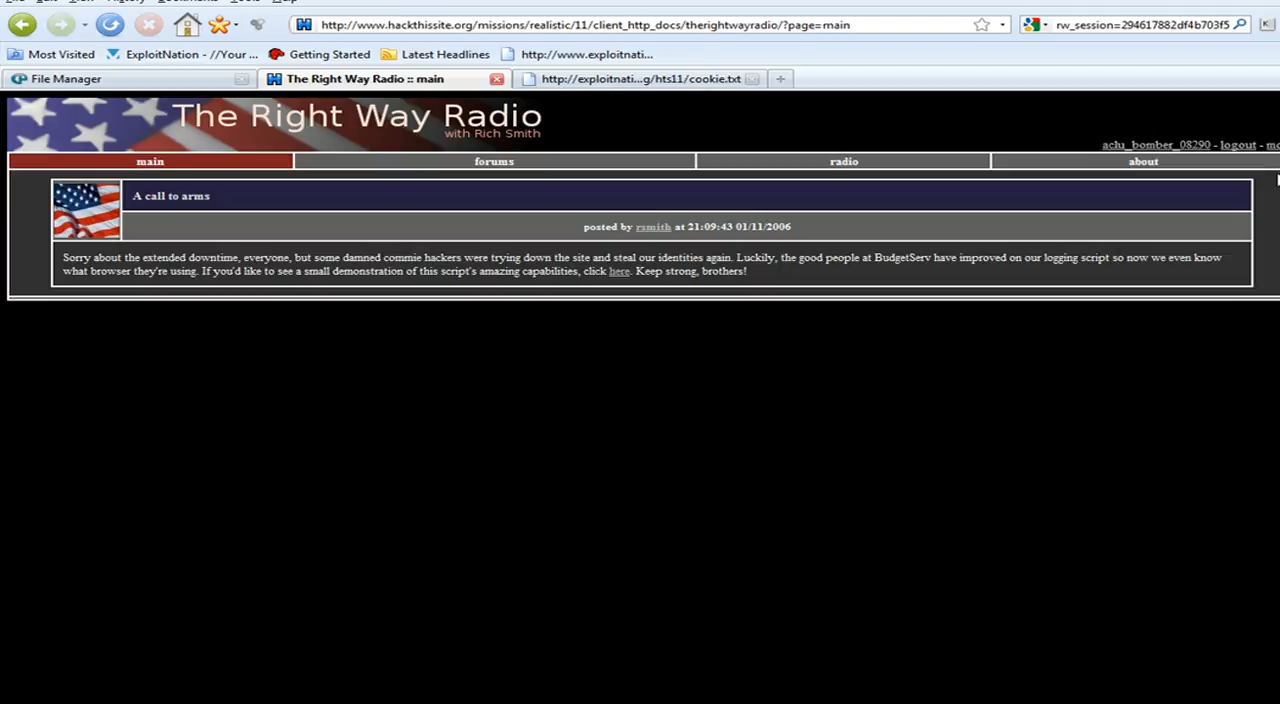 http://www.hackthissite.org/missions/realistic/11/client_http_docs/therightwayradio/?page=main
rw_session=294617882df4b703f5
Most Visited ExploitNation - //Your ... Getting Started Latest Headlines http://www.exploitnati...
File Manager The Right Way Radio :: main http://exploitnati...g/hts11/cookie.txt
The Right Way Radio
with Rich Smith
achu_bomber_08290 - logout -
main forums radio about
A call to arms
posted by rsmith at 21:09:43 01/11/2006
Sorry about the extended downtime, everyone, but some damned commie hackers were trying down the site and steal our identities again. Luckily, the good people at BudgetServ have improved on our logging script so now we even know
what browser they're using. If you'd like to see a small demonstration of this script's amazing capabilities, click here. Keep strong, brothers!